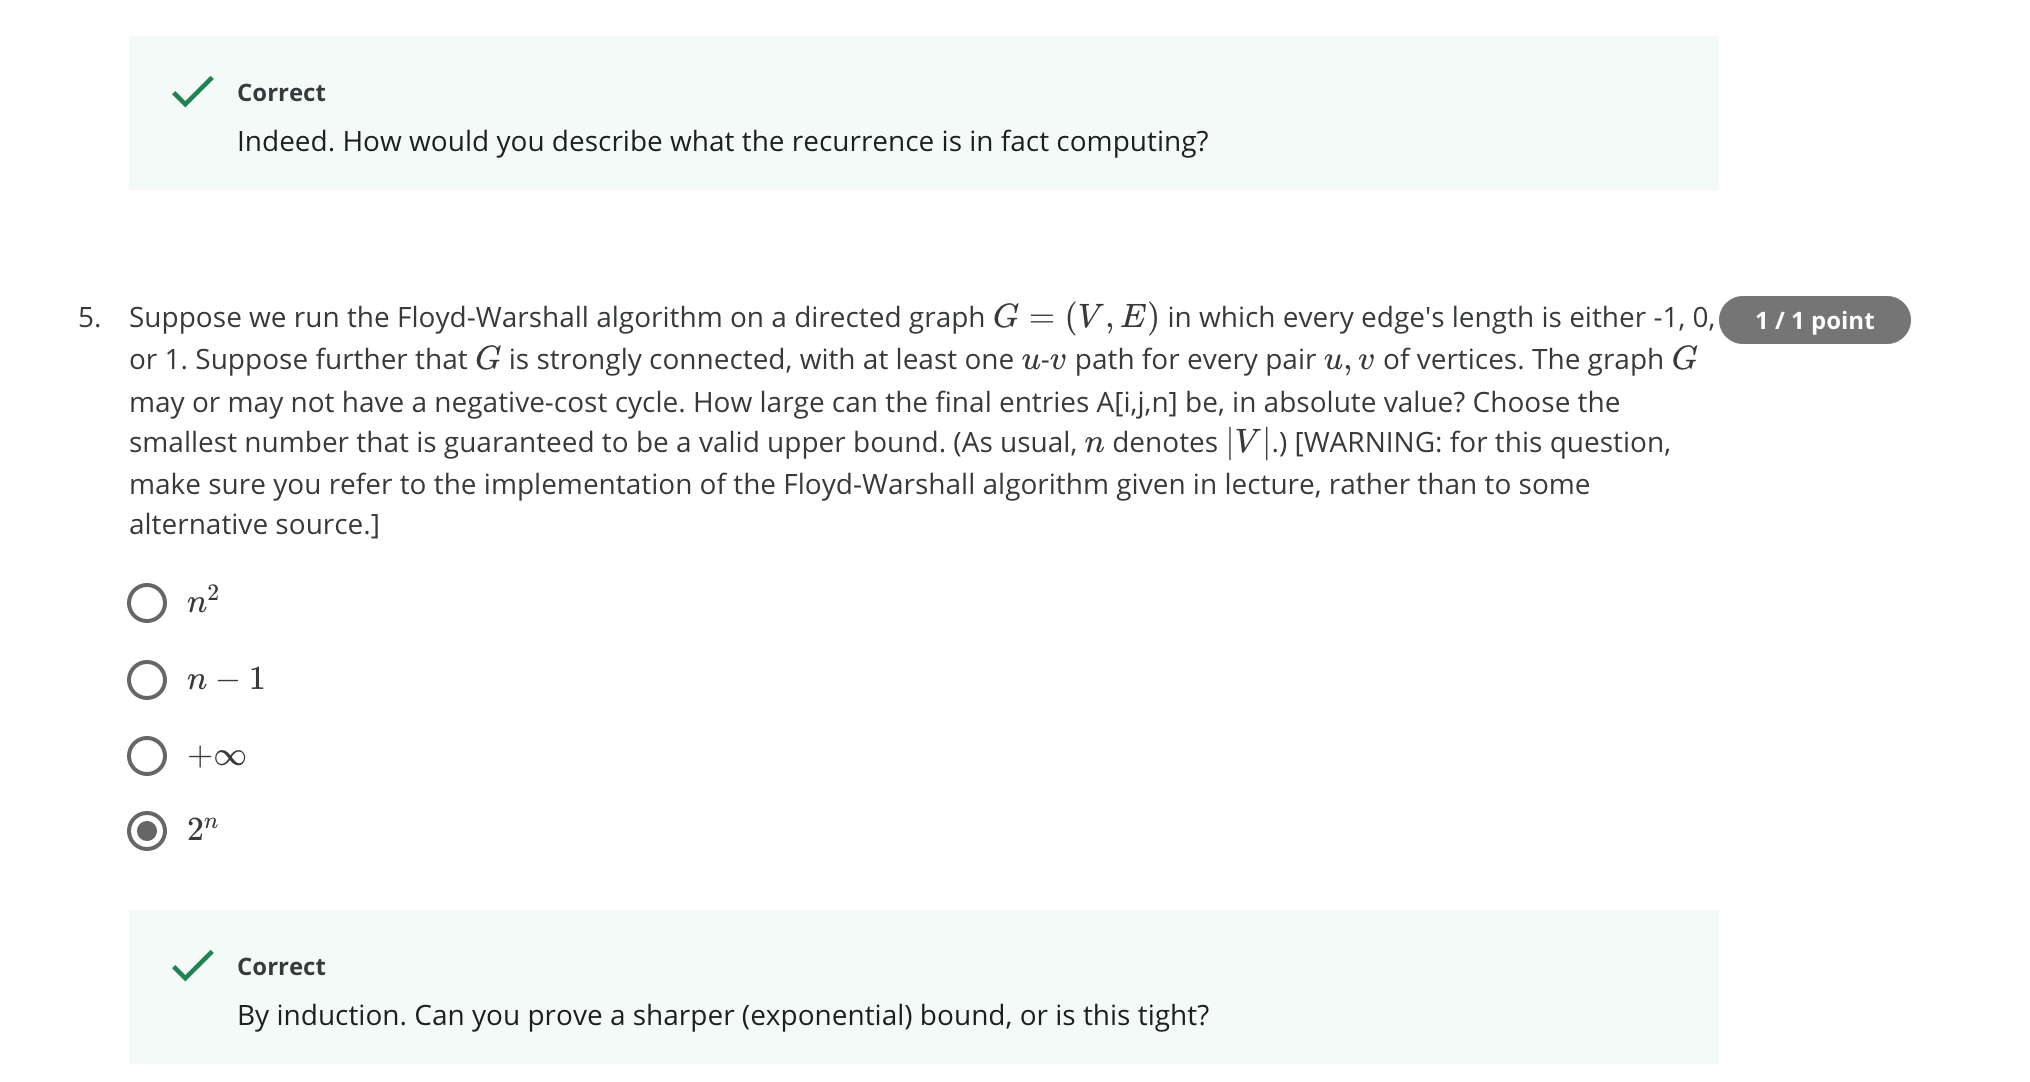 Correct
Indeed. How would you describe what the recurrence is in fact computing?
5. Suppose we run the Floyd-Warshall algorithm on a directed graph G = (V, E) in which every edge's length is either -1, 0, 1 / 1 point
or 1. Suppose further that G is strongly connected, with at least one u-v path for every pair u, v of vertices. The graph G
may or may not have a negative-cost cycle. How large can the final entries A[i,j,n] be, in absolute value? Choose the
smallest number that is guaranteed to be a valid upper bound. (As usual, n denotes |V|.) [WARNING: for this question,
make sure you refer to the implementation of the Floyd-Warshall algorithm given in lecture, rather than to some
alternative source.]
n²
n − 1
+∞
2ⁿ
Correct
By induction. Can you prove a sharper (exponential) bound, or is this tight?